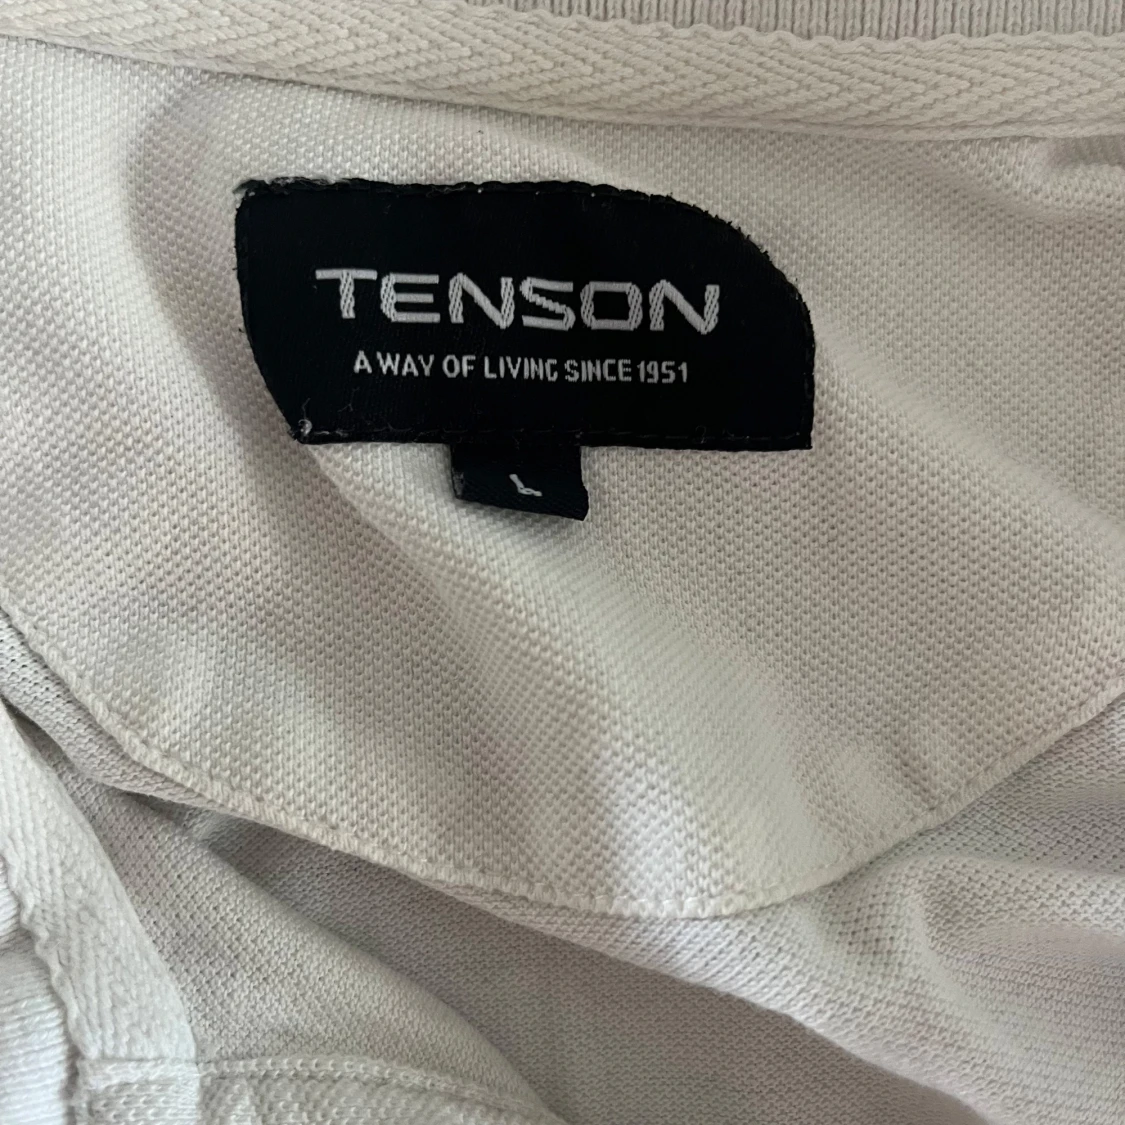 TENSON
A WAY OF LIVING SINCE 1951
L